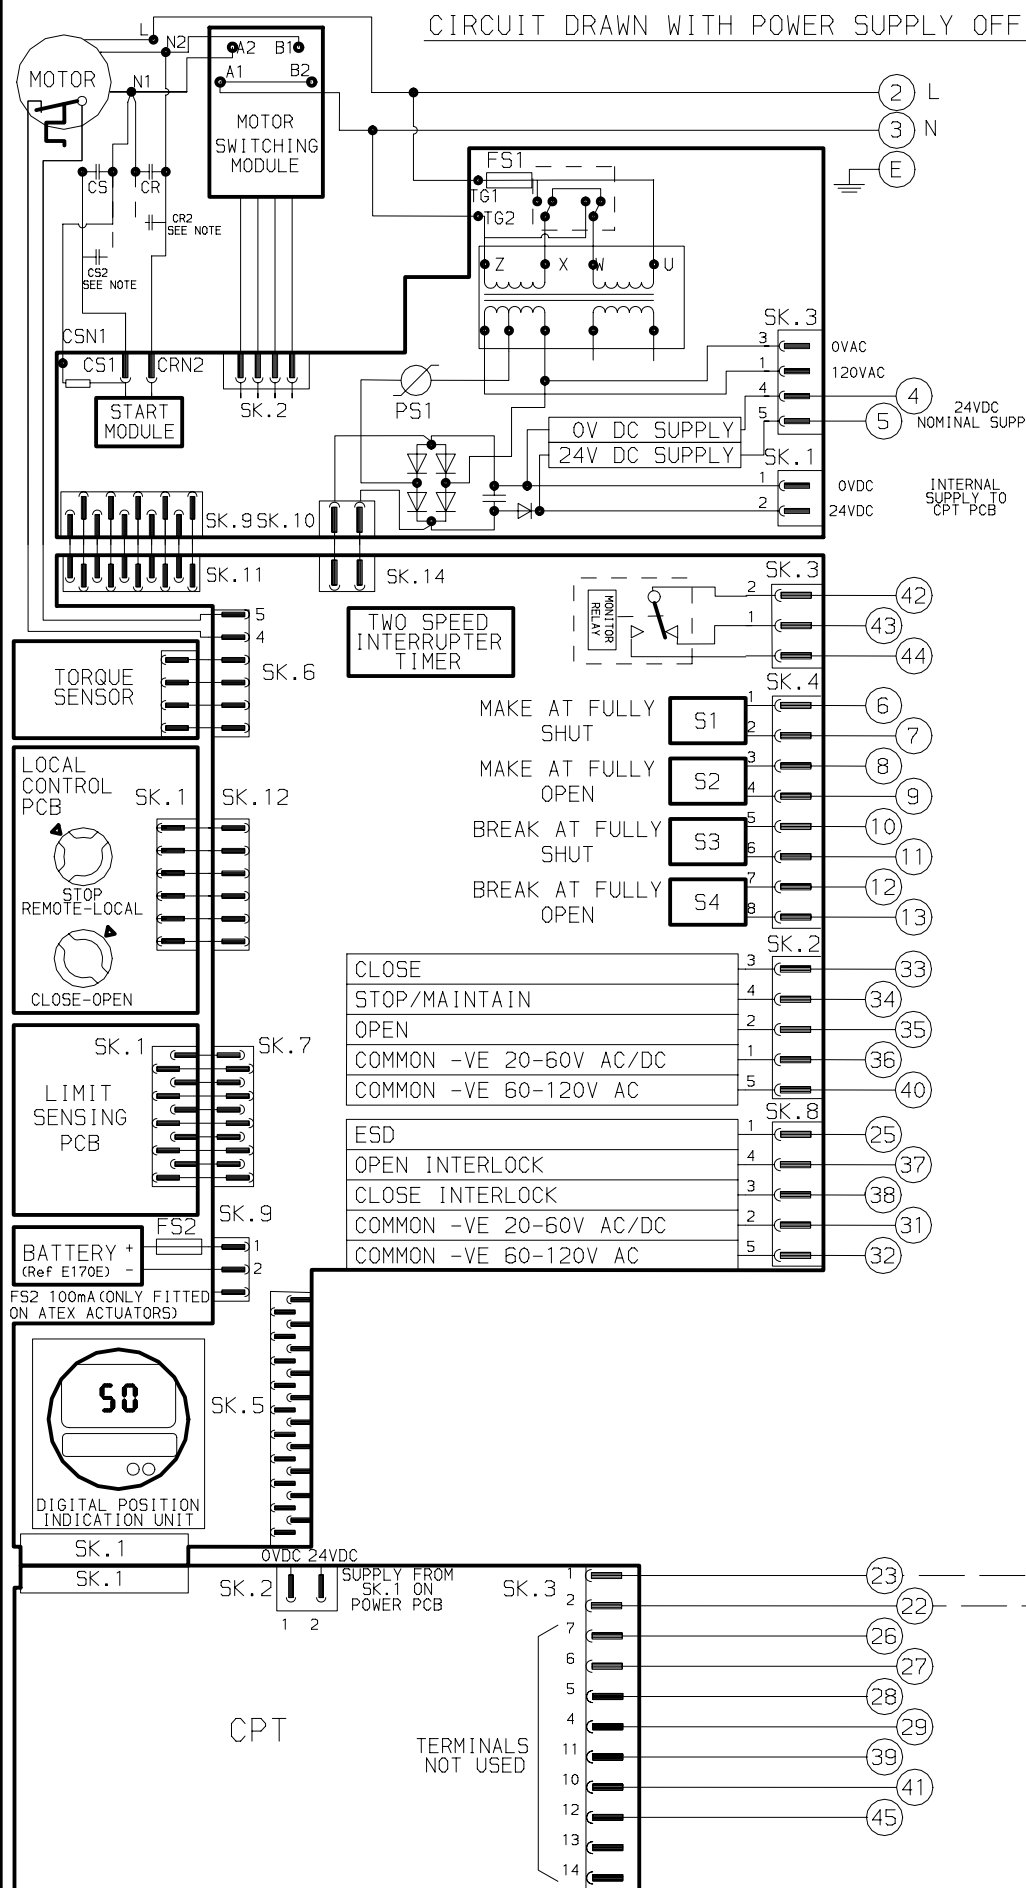 CIRCUIT DRAWN WITH POWER SUPPLY OFF
L
N2
A2 B1
MOTOR
N1
A1 B2
2 L
MOTOR
SWITCHING
MODULE
3 N
FS1
E
CS CR
TG1
TG2
CR2
SEE NOTE
CS2
SEE NOTE
Z X W U
SK.3
CSN1
3 0VAC
CS1 CRN2
1 120VAC
4 4
PS1
START
MODULE
SK.2
5 5
24VDC
NOMINAL SUPP
0V DC SUPPLY
24V DC SUPPLY
SK.1
1 0VDC
2 24VDC
INTERNAL
SUPPLY TO
CPT PCB
SK.9 SK.10
SK.11 SK.14
SK.3
2 42
MONITOR
RELAY
1 43
44
5
4
TWO SPEED
INTERRUPTER
TIMER
TORQUE
SENSOR
SK.6
SK.4
MAKE AT FULLY
SHUT
S1
1 6
2 7
MAKE AT FULLY
OPEN
S2
3 8
4 9
BREAK AT FULLY
SHUT
S3
5 10
6 11
BREAK AT FULLY
OPEN
S4
7 12
8 13
LOCAL
CONTROL
PCB
SK.1 SK.12
STOP
REMOTE-LOCAL
CLOSE-OPEN
SK.2
CLOSE 3 33
STOP/MAINTAIN 4 34
OPEN 2 35
COMMON -VE 20-60V AC/DC 1 36
COMMON -VE 60-120V AC 5 40
SK.1 SK.7
LIMIT
SENSING
PCB
SK.8
ESD 1 25
OPEN INTERLOCK 4 37
CLOSE INTERLOCK 3 38
COMMON -VE 20-60V AC/DC 2 31
COMMON -VE 60-120V AC 5 32
SK.9
FS2
BATTERY +
(Ref E170E) -
1
2
FS2 100mA(ONLY FITTED
ON ATEX ACTUATORS)
50
SK.5
DIGITAL POSITION
INDICATION UNIT
SK.1
SK.1
0VDC 24VDC
SK.2
1 2
SUPPLY FROM
SK.1 ON
POWER PCB
SK.3
1 23
2 22
7 26
6 27
5 28
4 29
11 39
10 41
12 45
13
14
CPT
TERMINALS
NOT USED